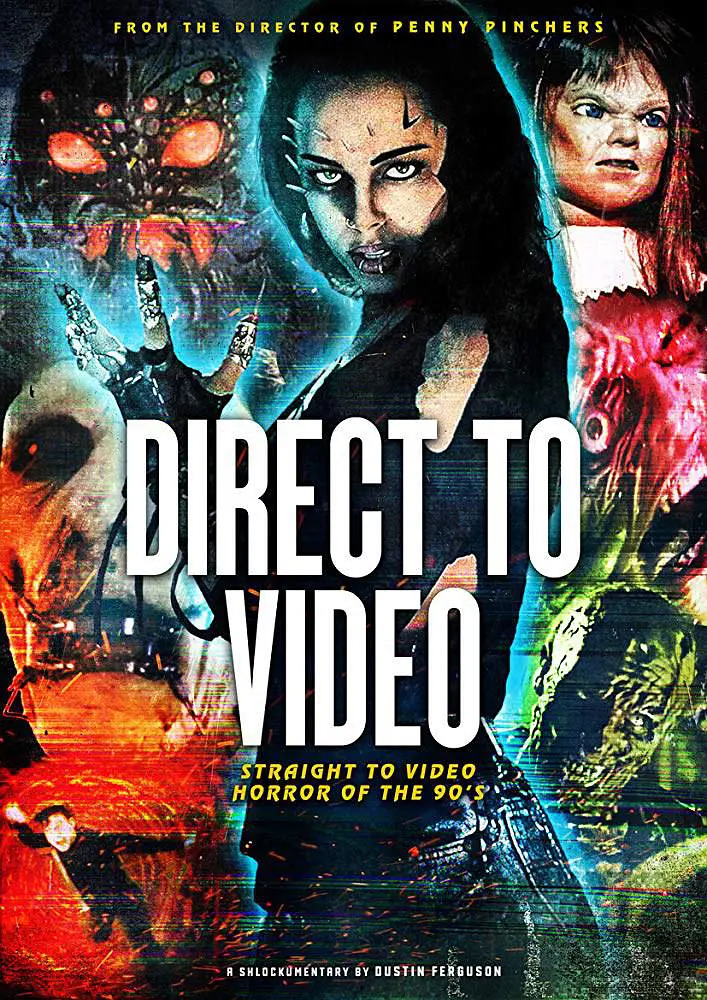 FROM THE DIRECTOR OF PENNY PINCHERS
DIRECT TO
VIDEO
STRAIGHT TO VIDEO
HORROR OF THE 90'S
A SHLOCKUMENTARY BY DUSTIN FERGUSON